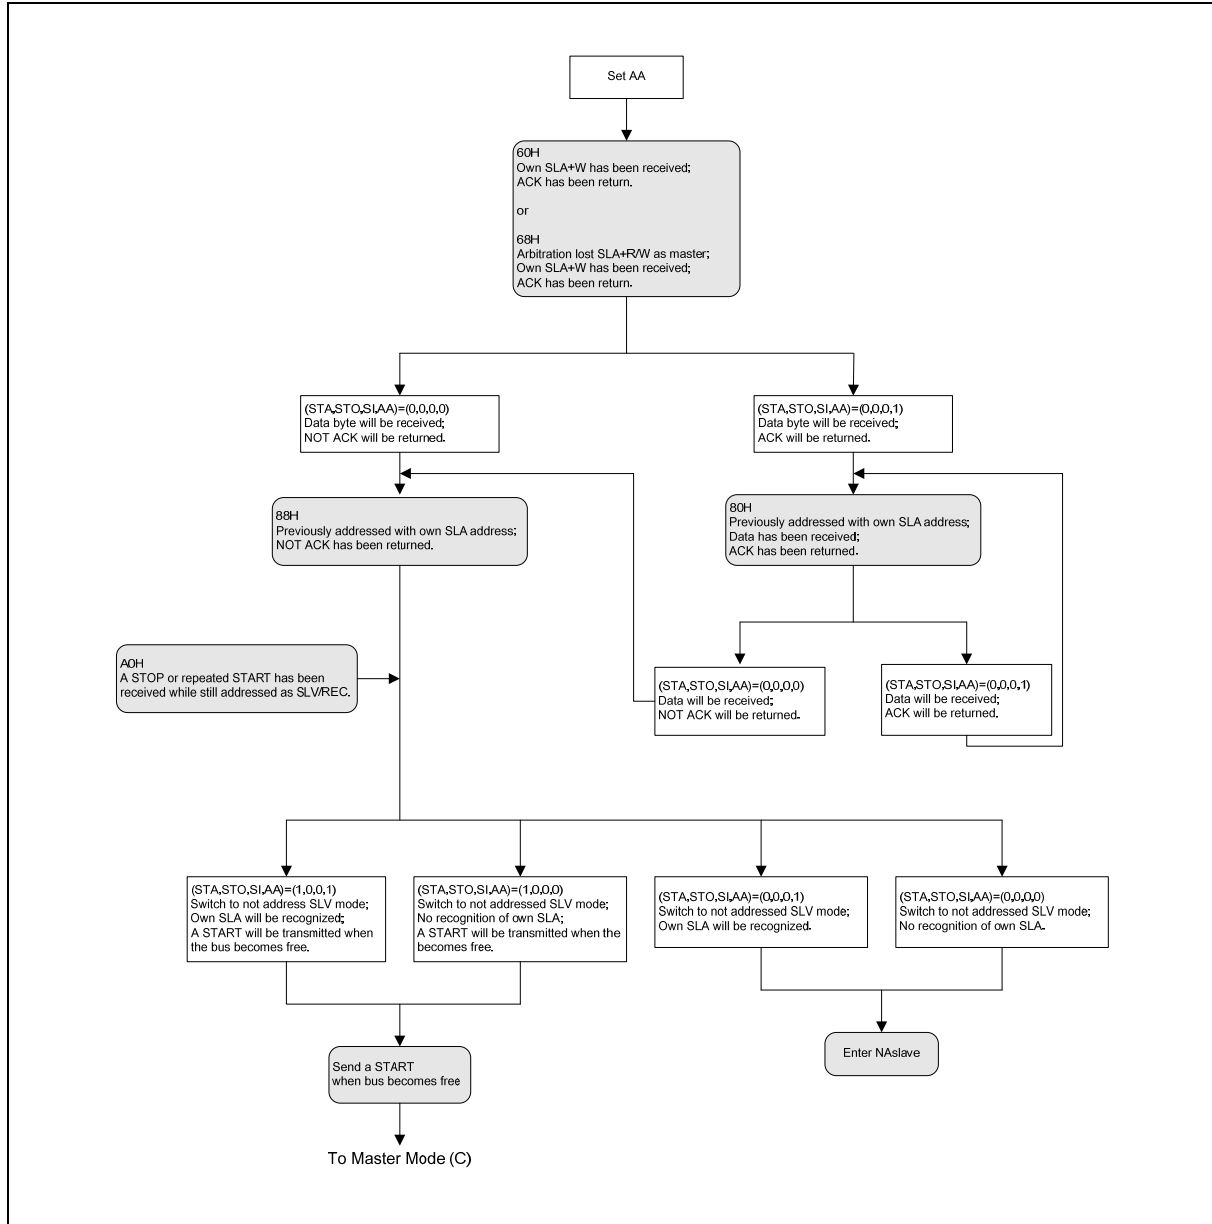 Set AA
60H
Own SLA+W has been received;
ACK has been return.
or
68H
Arbitration lost SLA+R/W as master;
Own SLA+W has been received;
ACK has been return.
(STA,STO,SI,AA)=(0,0,0,0)
Data byte will be received;
NOT ACK will be returned.
(STA,STO,SI,AA)=(0,0,0,1)
Data byte will be received;
ACK will be returned.
88H
Previously addressed with own SLA address;
NOT ACK has been returned.
80H
Previously addressed with own SLA address;
Data has been received;
ACK has been returned.
A0H
A STOP or repeated START has been
received while still addressed as SLV/REC.
(STA,STO,SI,AA)=(0,0,0,0)
Data will be received;
NOT ACK will be returned.
(STA,STO,SI,AA)=(0,0,0,1)
Data will be received;
ACK will be returned.
(STA,STO,SI,AA)=(1,0,0,1)
Switch to not address SLV mode;
Own SLA will be recognized;
A START will be transmitted when
the bus becomes free.
(STA,STO,SI,AA)=(1,0,0,0)
Switch to not addressed SLV mode;
No recognition of own SLA;
A START will be transmitted when the
becomes free.
(STA,STO,SI,AA)=(0,0,0,1)
Switch to not addressed SLV mode;
Own SLA will be recognized.
(STA,STO,SI,AA)=(0,0,0,0)
Switch to not addressed SLV mode;
No recognition of own SLA.
Send a START
when bus becomes free
Enter NAslave
To Master Mode (C)